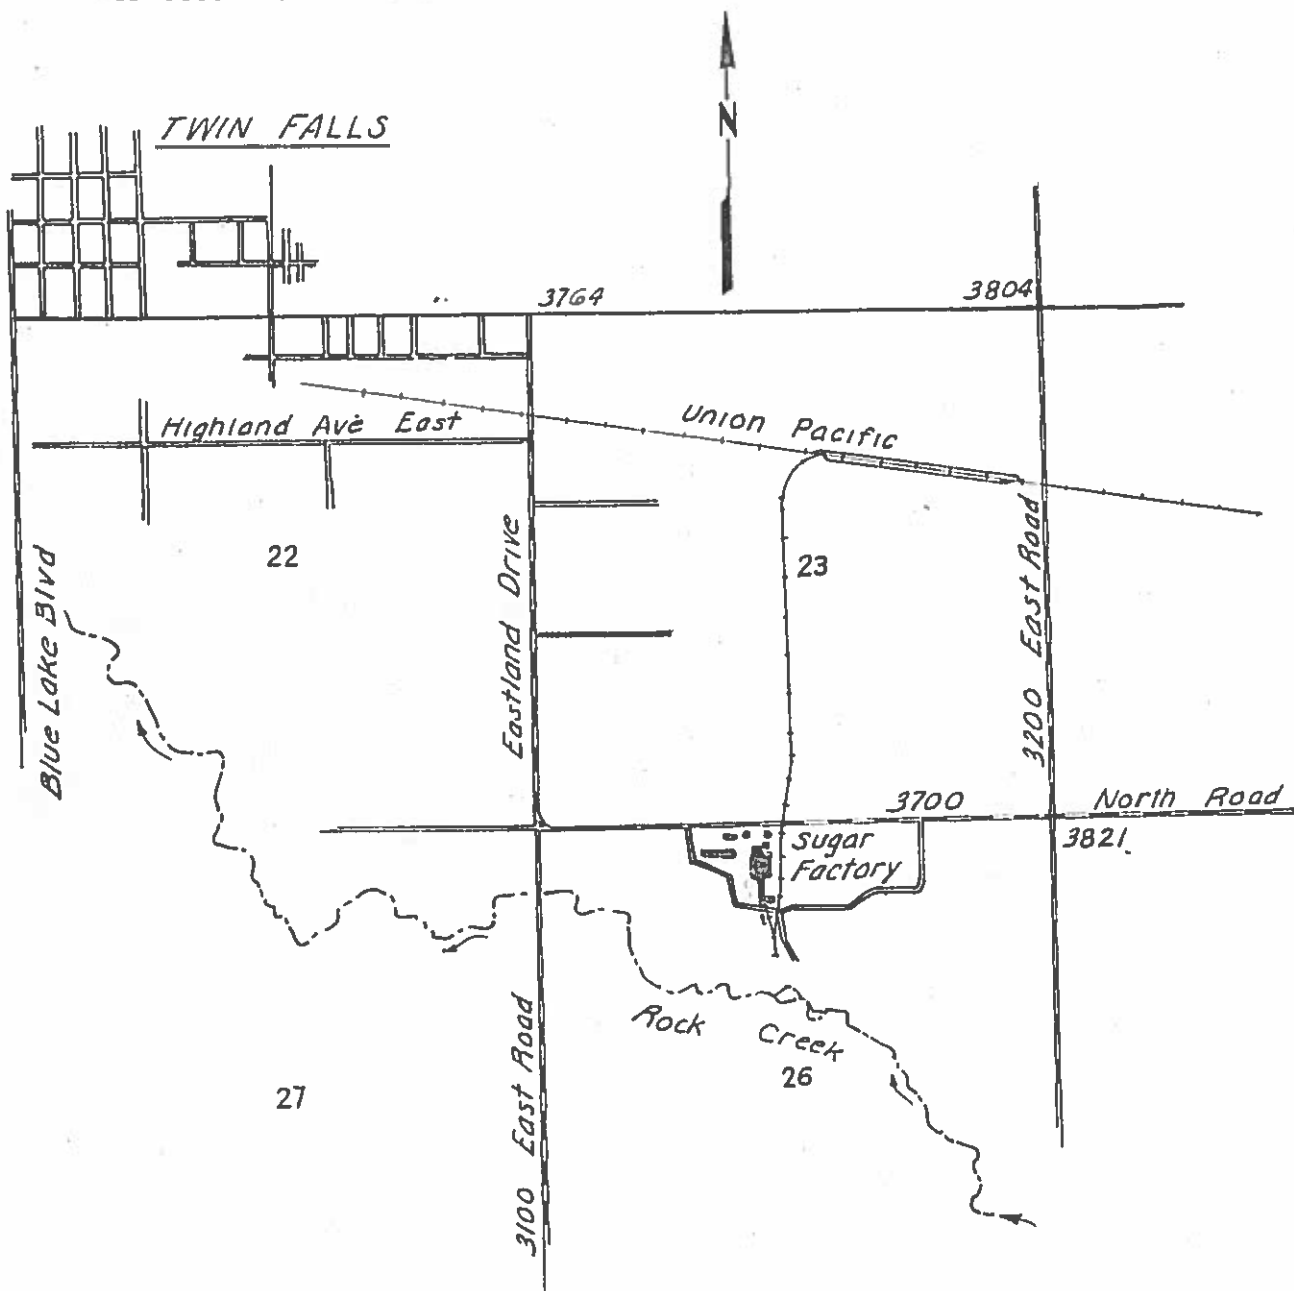 N
TWIN FALLS
3764
3804
Highland Ave East
Union Pacific
22
23
Blue Lake Blvd
Eastland Drive
3200 East Road
3700 North Road
3821
Sugar
Factory
Rock Creek
26
27
3100 East Road